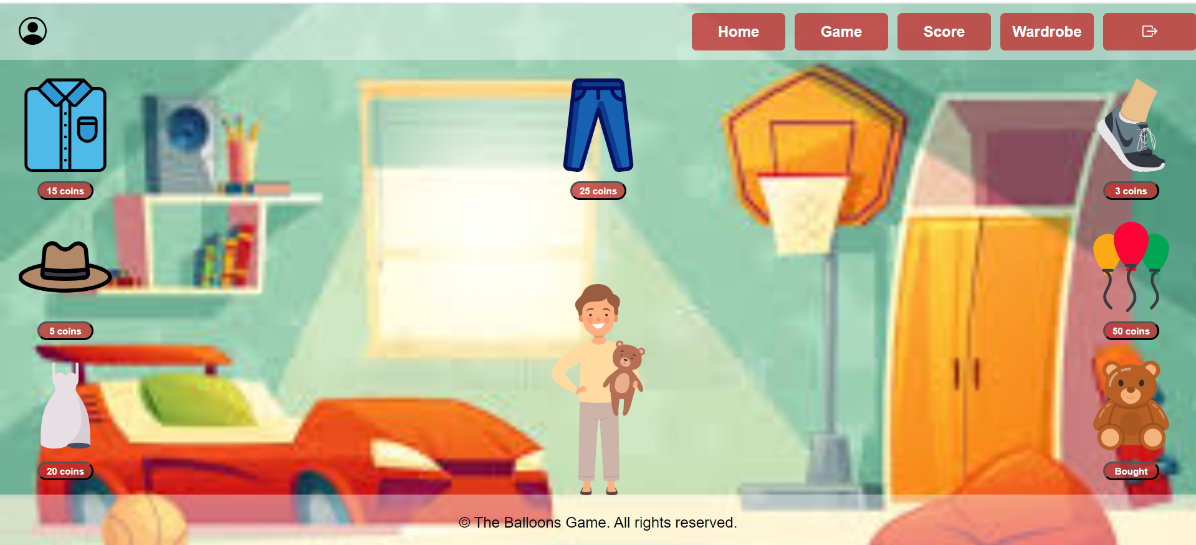 Home
Game
Score
Wardrobe
15 coins
25 coins
3 coins
5 coins
50 coins
20 coins
Bought
© The Balloons Game. All rights reserved.